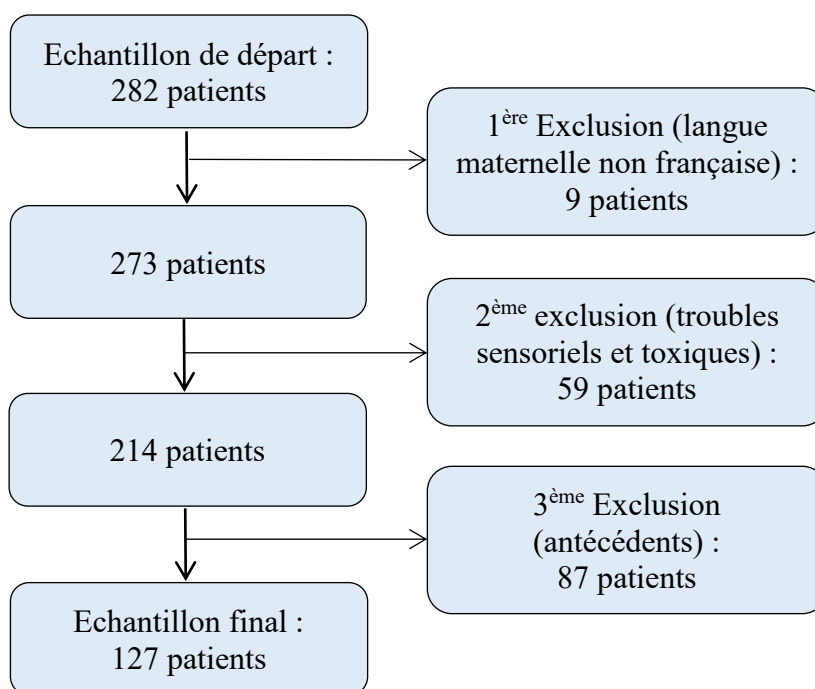 Echantillon de départ :
282 patients
1ère Exclusion (langue
maternelle non française) :
9 patients
273 patients
2ème exclusion (troubles
sensoriels et toxiques) :
59 patients
214 patients
3ème Exclusion
(antécédents) :
87 patients
Echantillon final :
127 patients